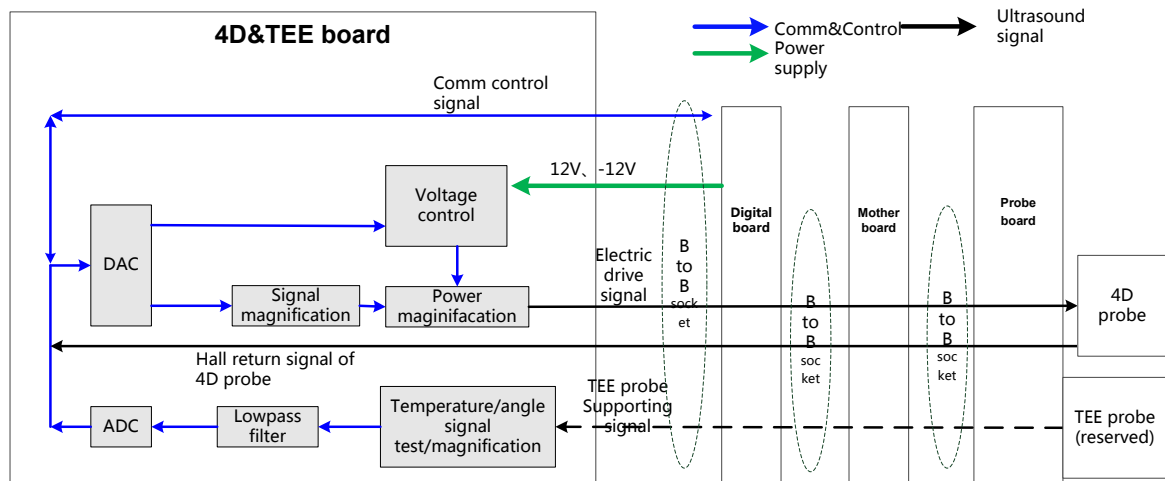 4D&TEE board
Comm&Control
Power
supply
Ultrasound
signal
Comm control
signal
12V、-12V
Voltage
control
DAC
Signal
magnification
Power
maginifacation
Electric
drive
signal
B
to
B
sock
et
Digital
board
B
to
B
soc
ket
Mother
board
B
to
B
soc
ket
Probe
board
4D
probe
Hall return signal of
4D probe
ADC
Lowpass
filter
Temperature/angle
signal
test/magnification
TEE probe
Supporting
signal
TEE probe
(reserved)